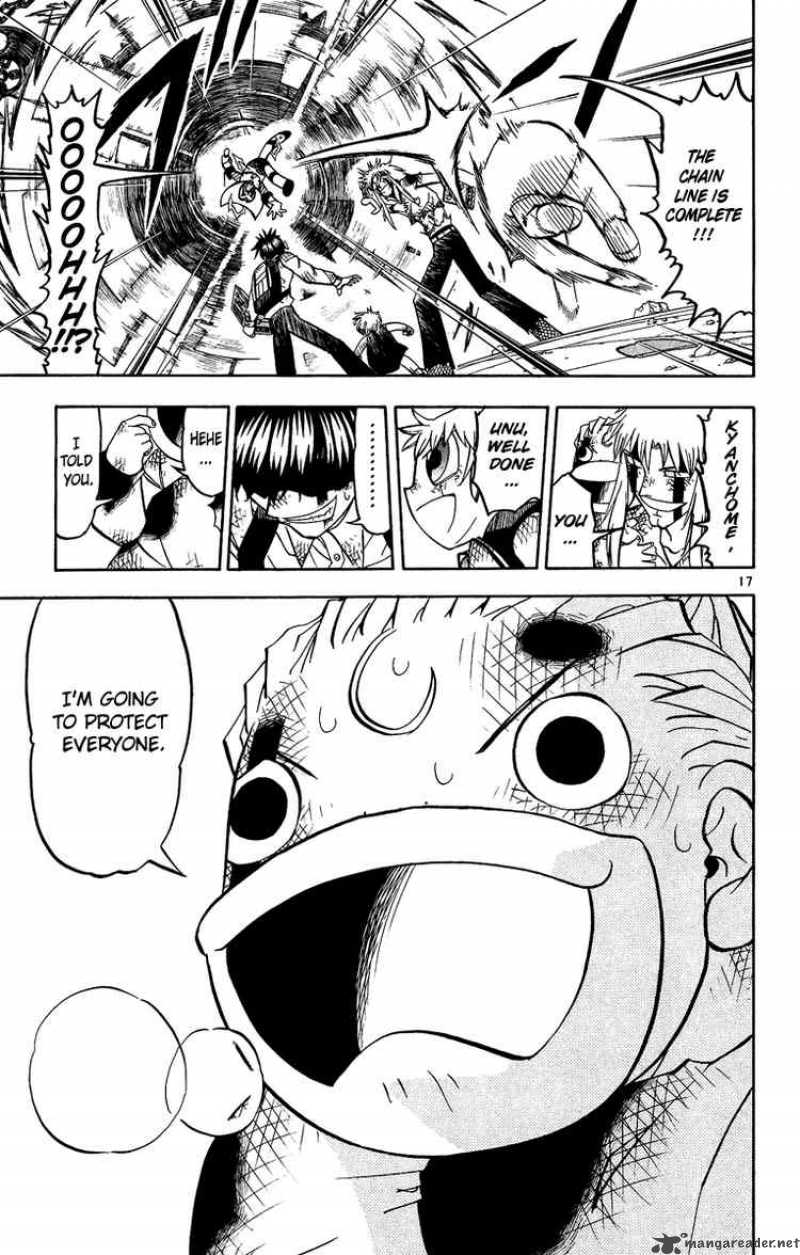 THE
CHAIN
LINE IS
COMPLETE
!!!
OOOOOHHH!!?
KYANCHOME,
YOU
...
UNU,
WELL
DONE
...
.........
HEHE
...
I
TOLD
YOU.
17
I'M GOING
TO PROTECT
EVERYONE.
mangareader.net